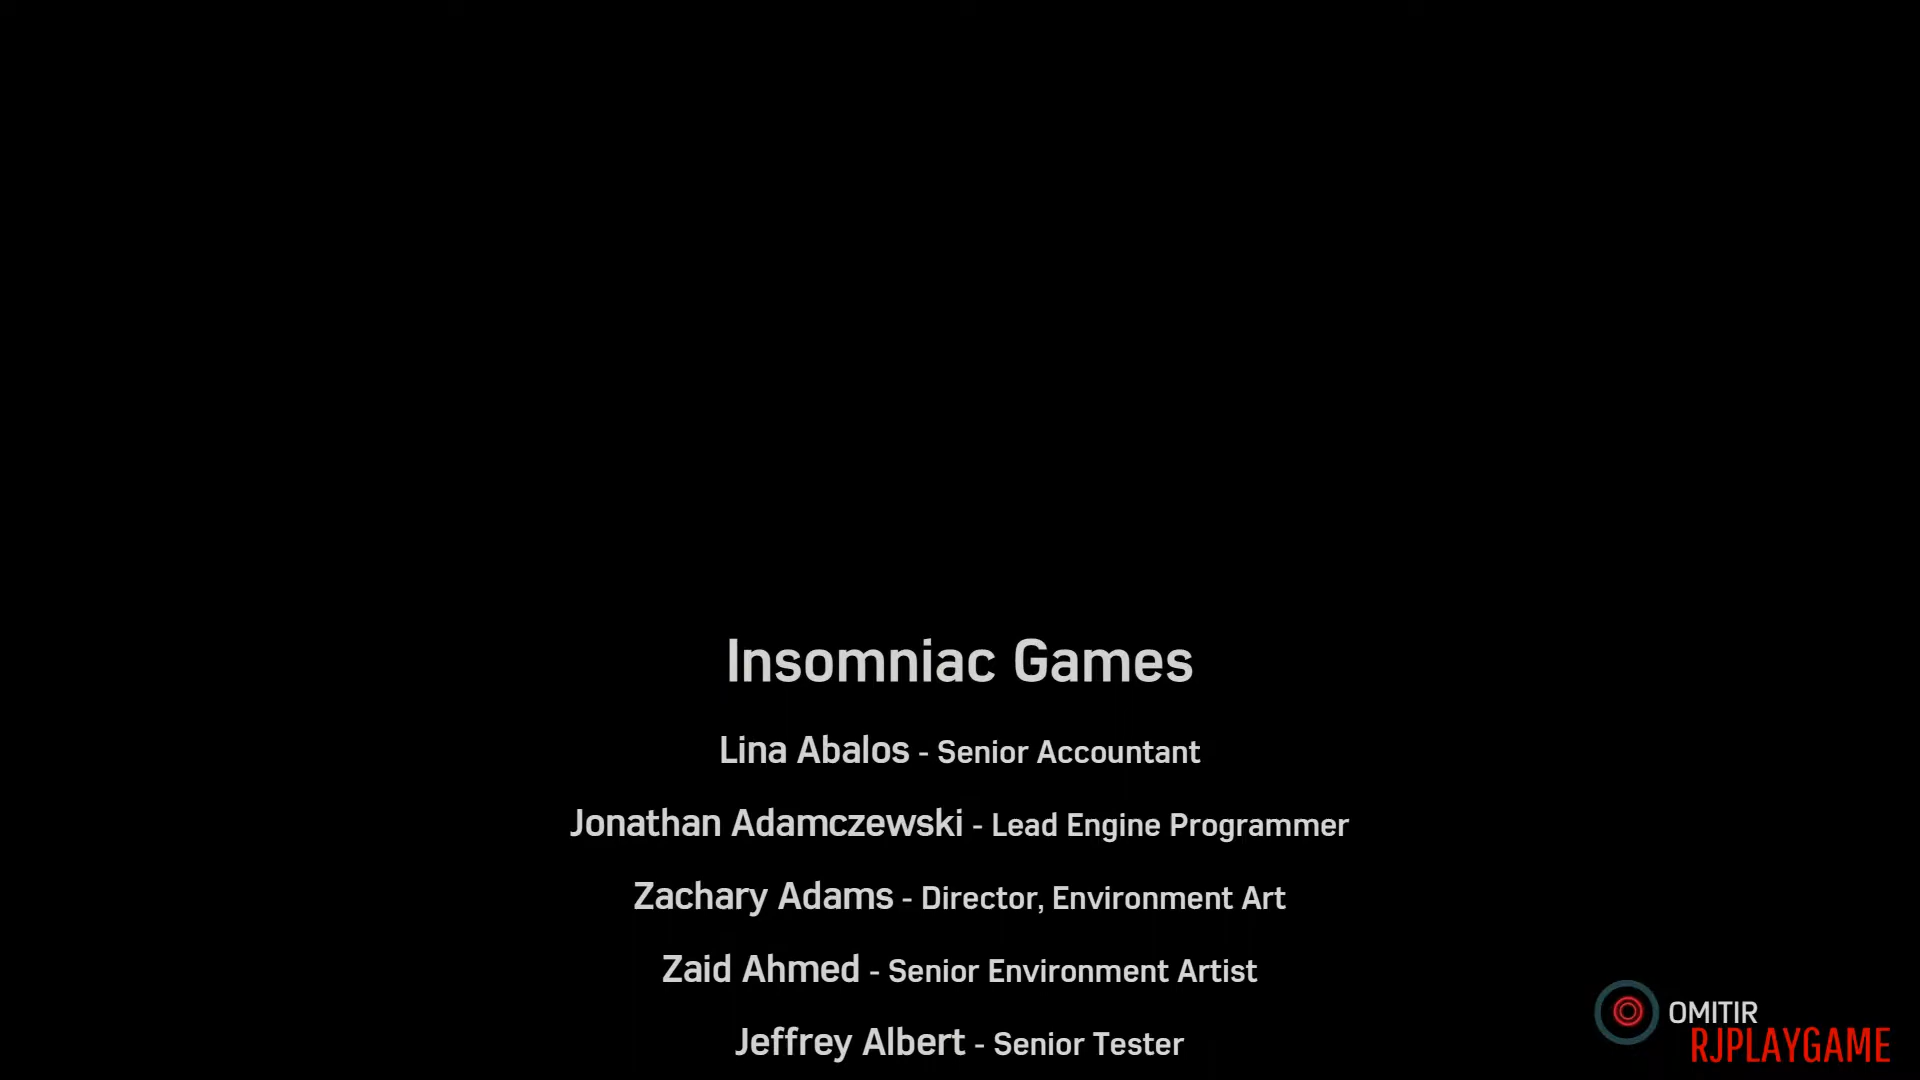 Insomniac Games
Lina Abalos - Senior Accountant
Jonathan Adamczewski - Lead Engine Programmer
Zachary Adams - Director, Environment Art
Zaid Ahmed - Senior Environment Artist
Jeffrey Albert - Senior Tester
OMITIR
RJPLAYGAME